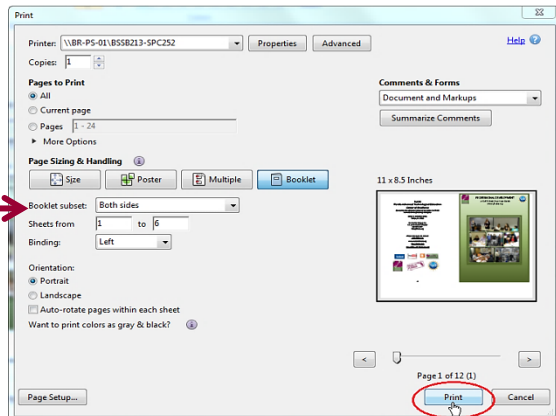 Print
Printer: \\BR-PS-01\BSSB213-SPC252 Properties Advanced Help
Copies: 1
Pages to Print
All
Current page
Pages 1 - 24
More Options
Comments & Forms
Document and Markups
Summarize Comments
Page Sizing & Handling
Size Poster Multiple Booklet
Booklet subset: Both sides
Sheets from 1 to 6
Binding: Left
Orientation:
Portrait
Landscape
Auto-rotate pages within each sheet
Want to print colors as gray & black?
11 x 8.5 Inches
< >
Page 1 of 12 (1)
Page Setup... Print Cancel